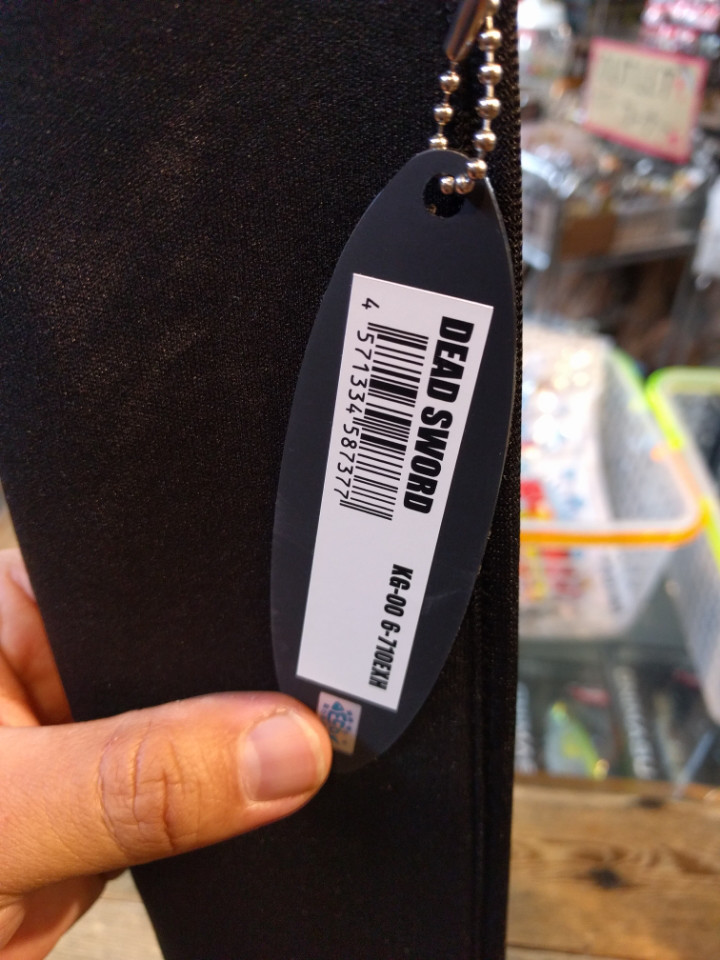 DEAD SWORD
KG-00 6-710EXH
4 571334 587377